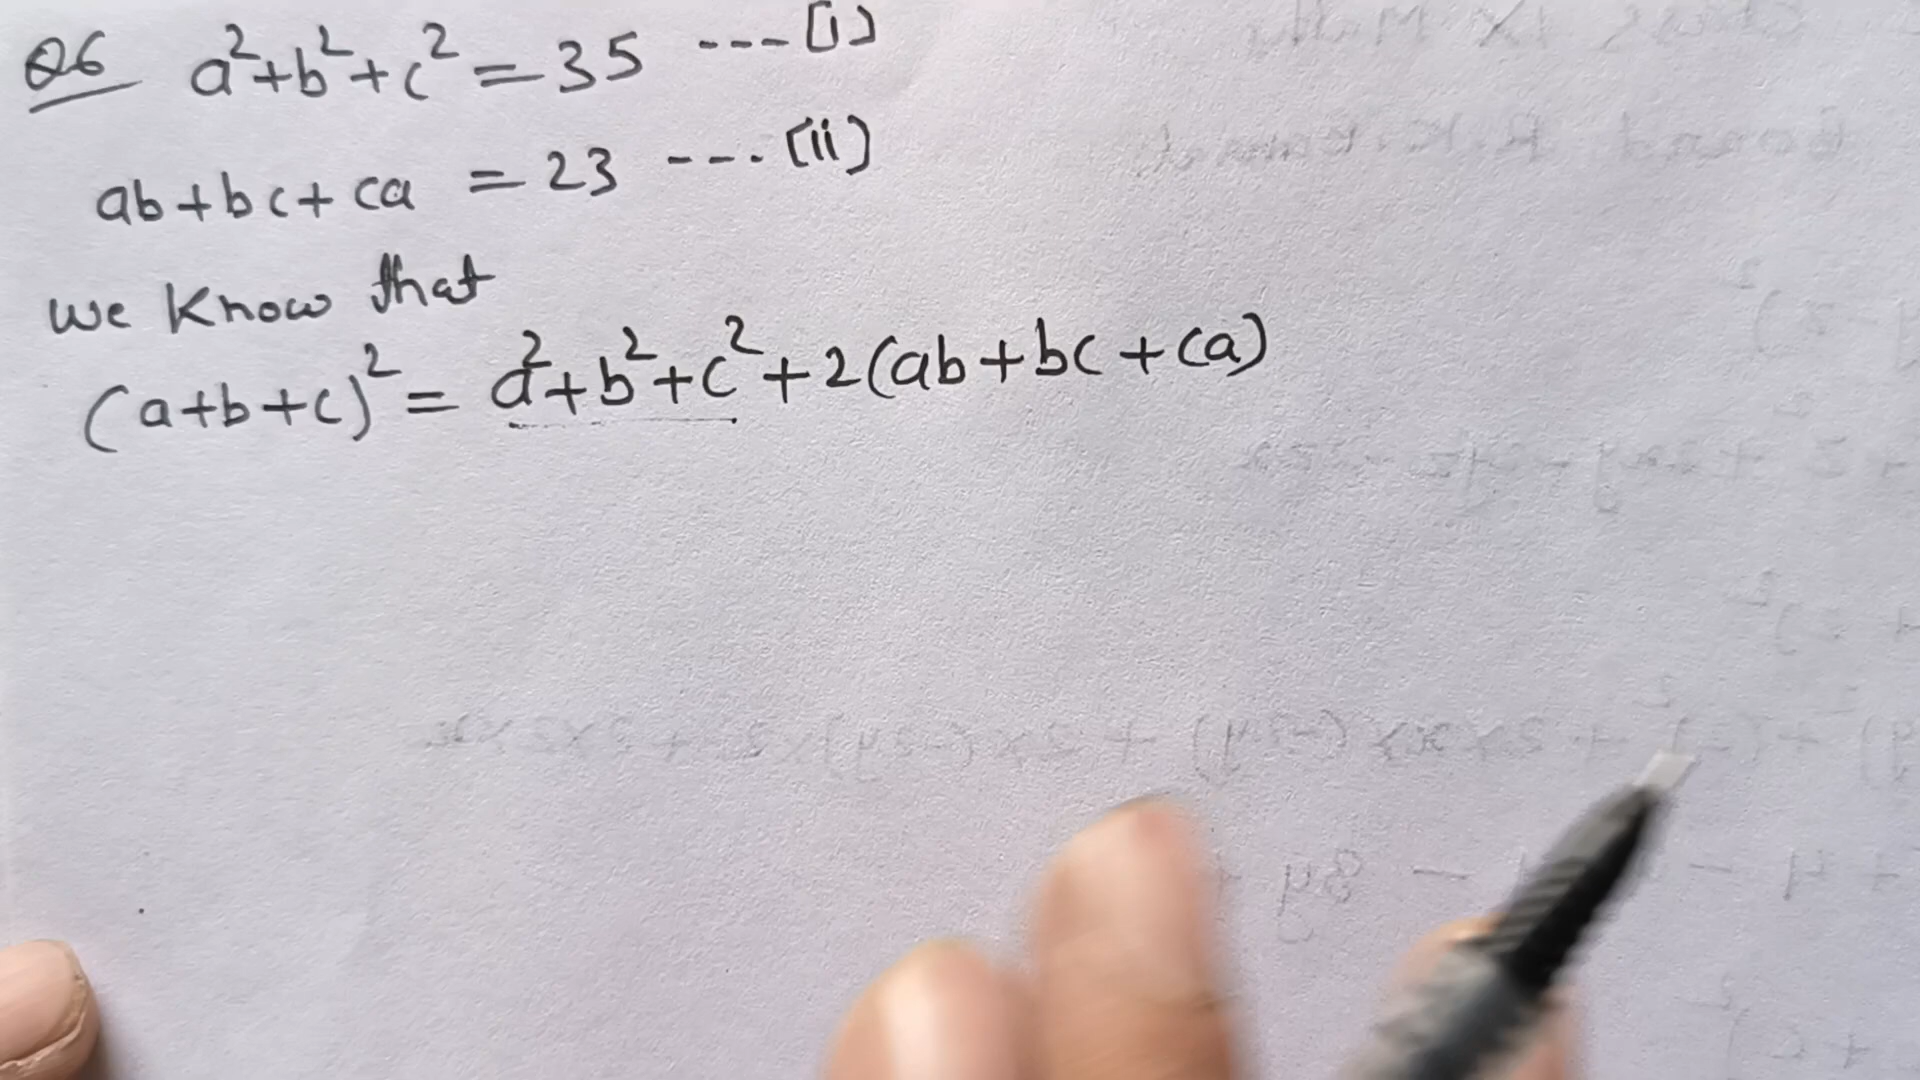 Q6 a²+b²+c² = 35 ---- [i]
ab+bc+ca = 23 ---- [ii]
we know that
(a+b+c)² = a²+b²+c²+2(ab+bc+ca)